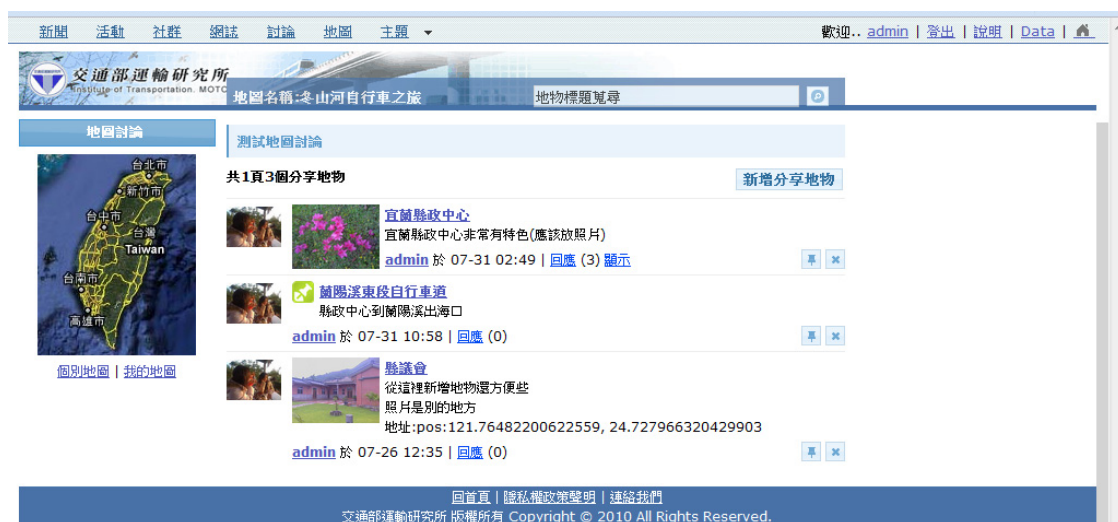 新聞 活動 社群 網誌 討論 地圖 主題
歡迎.. admin | 登出 | 說明 | Data |
交通部運輸研究所
Institute of Transportation. MOTC
地圖名稱:冬山河自行車之旅
地物標題蒐尋
地圖討論
測試地圖討論
共1頁3個分享地物
新增分享地物
台北市
新竹市
台中市
台灣
Taiwan
台南市
高雄市
個別地圖 | 我的地圖
宜蘭縣政中心
宜蘭縣政中心非常有特色(應該放照片)
admin 於 07-31 02:49 | 回應 (3) 顯示
蘭陽溪東段自行車道
縣政中心到蘭陽溪出海口
admin 於 07-31 10:58 | 回應 (0)
縣議會
從這裡新增地物還方便些
照片是別的地方
地址:pos:121.76482200622559, 24.727966320429903
admin 於 07-26 12:35 | 回應 (0)
回首頁 | 隱私權政策聲明 | 連絡我們
交通部運輸研究所 版權所有 Copyright © 2010 All Rights Reserved.